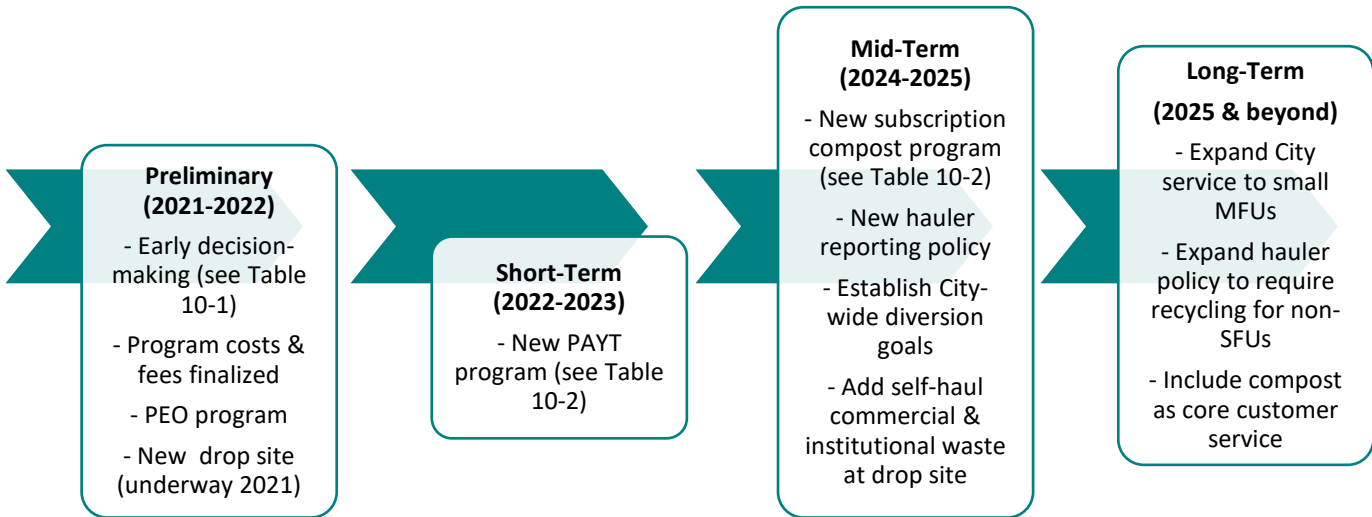 Preliminary
(2021-2022)
- Early decision-
making (see Table
10-1)
- Program costs &
fees finalized
- PEO program
- New drop site
(underway 2021)
Short-Term
(2022-2023)
- New PAYT
program (see Table
10-2)
Mid-Term
(2024-2025)
- New subscription
compost program
(see Table 10-2)
- New hauler
reporting policy
- Establish City-
wide diversion
goals
- Add self-haul
commercial &
institutional waste
at drop site
Long-Term
(2025 & beyond)
- Expand City
service to small
MFUs
- Expand hauler
policy to require
recycling for non-
SFUs
- Include compost
as core customer
service